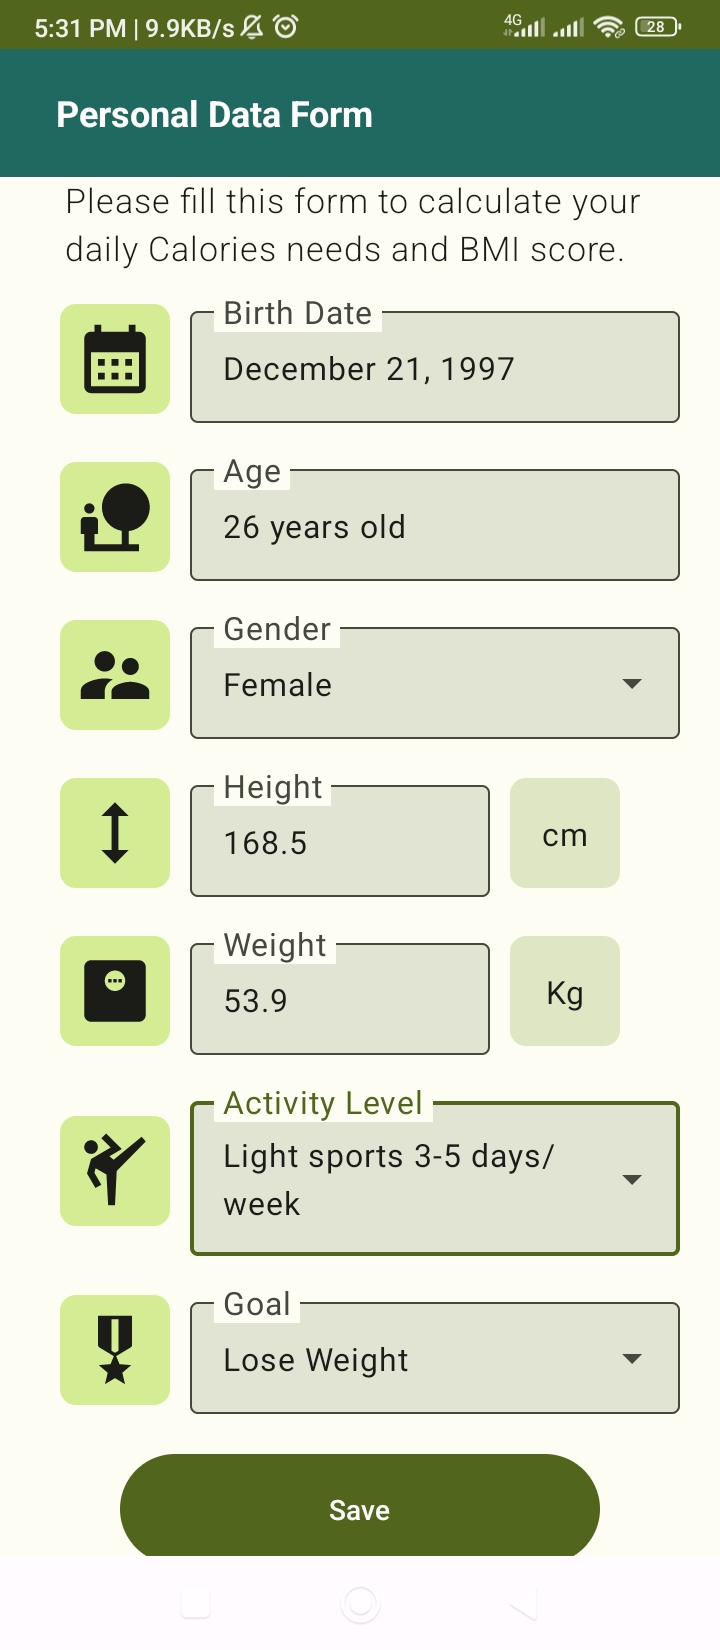 5:31 PM | 9.9KB/s
4G
28
Personal Data Form
Please fill this form to calculate your
daily Calories needs and BMI score.
Birth Date
December 21, 1997
Age
26 years old
Gender
Female
Height
168.5
cm
Weight
53.9
Kg
Activity Level
Light sports 3-5 days/
week
Goal
Lose Weight
Save